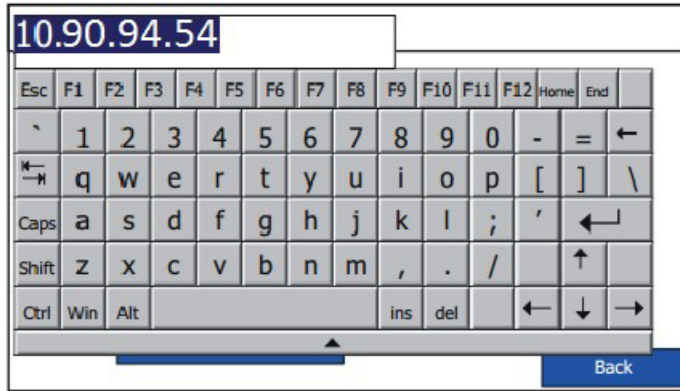 10.90.94.54
Esc F1 F2 F3 F4 F5 F6 F7 F8 F9 F10 F11 F12 Home End
` 1 2 3 4 5 6 7 8 9 0 - = ←
q w e r t y u i o p [ ] \
Caps a s d f g h j k l ; ' ↵
Shift z x c v b n m , . / ↑
Ctrl Win Alt ins del ← ↓ →
Back